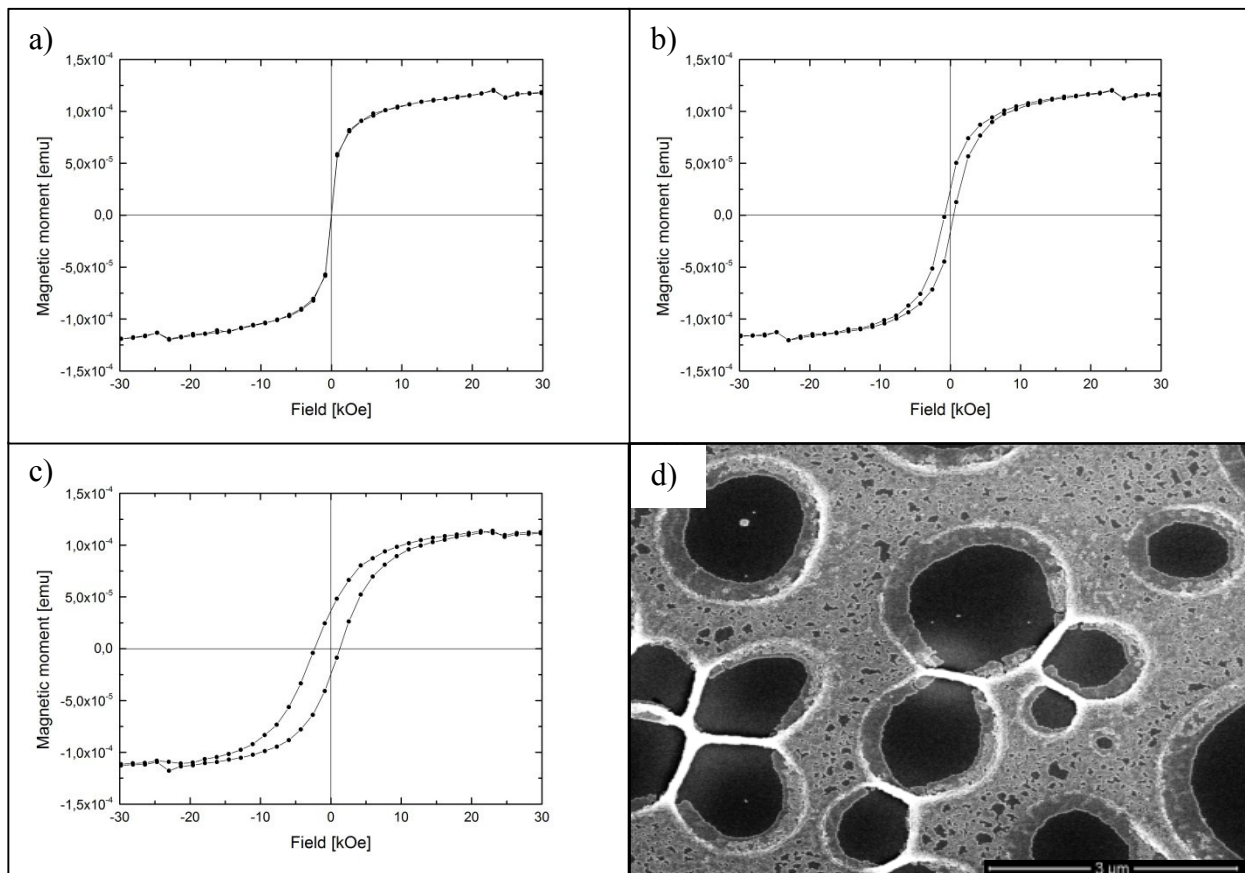 a)
1,5x10⁻⁴
1,0x10⁻⁴
5,0x10⁻⁵
0,0
-5,0x10⁻⁵
-1,0x10⁻⁴
-1,5x10⁻⁴
Magnetic moment [emu]
-30 -20 -10 0 10 20 30
Field [kOe]
b)
1,5x10⁻⁴
1,0x10⁻⁴
5,0x10⁻⁵
0,0
-5,0x10⁻⁵
-1,0x10⁻⁴
-1,5x10⁻⁴
Magnetic moment [emu]
-30 -20 -10 0 10 20 30
Field [kOe]
c)
1,5x10⁻⁴
1,0x10⁻⁴
5,0x10⁻⁵
0,0
-5,0x10⁻⁵
-1,0x10⁻⁴
-1,5x10⁻⁴
Magnetic moment [emu]
-30 -20 -10 0 10 20 30
Field [kOe]
d)
3 µm